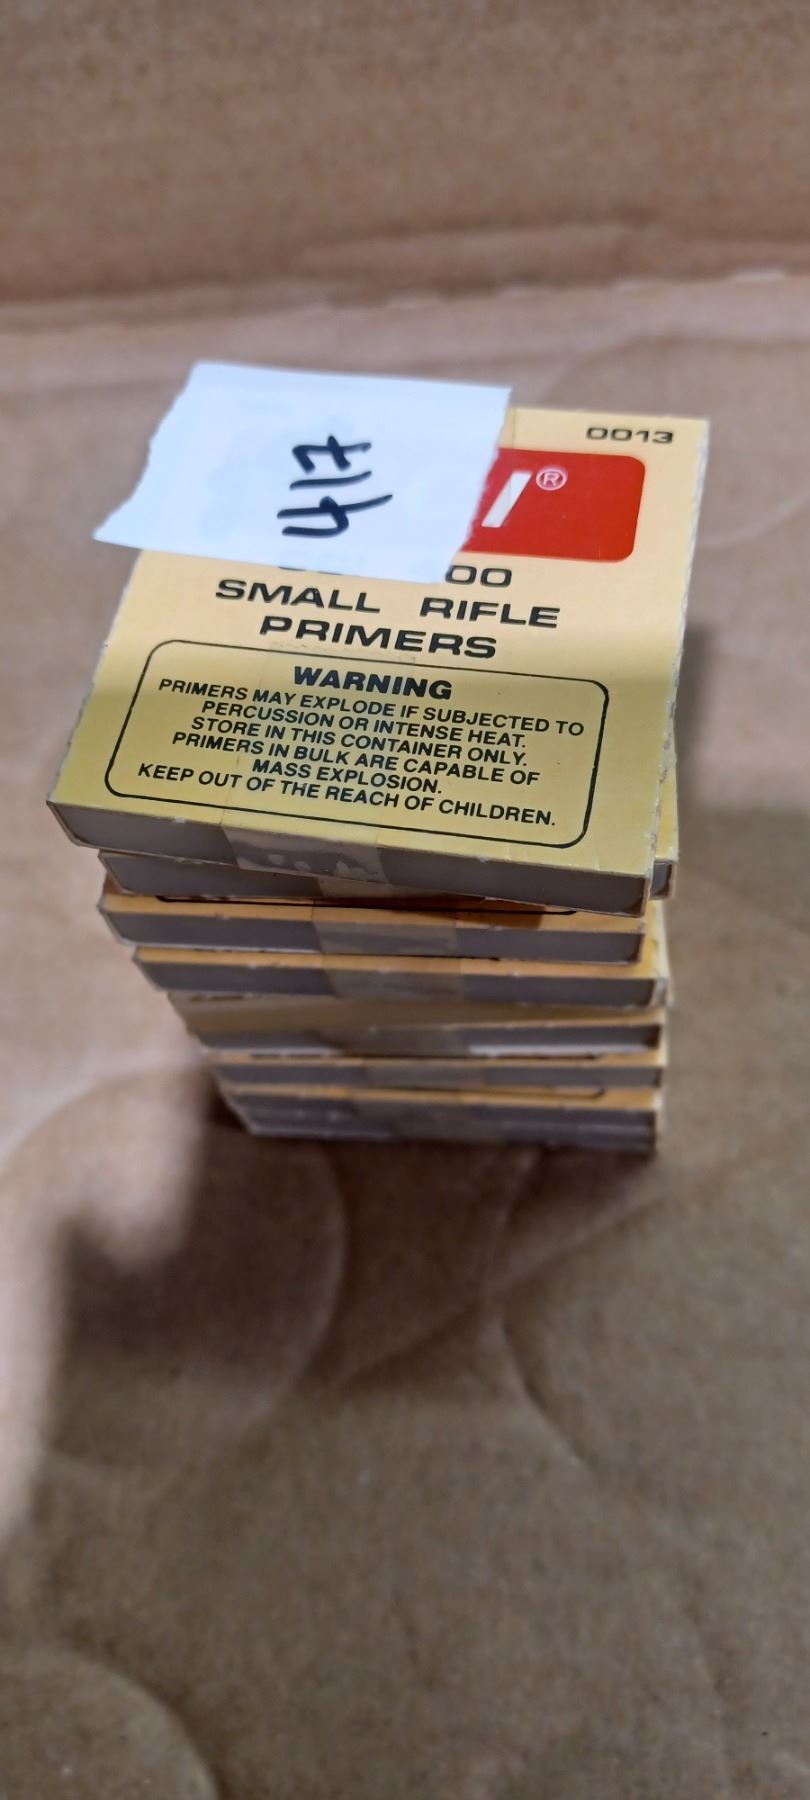 417
0013
I®
00
SMALL RIFLE
PRIMERS
WARNING
PRIMERS MAY EXPLODE IF SUBJECTED TO
PERCUSSION OR INTENSE HEAT.
STORE IN THIS CONTAINER ONLY.
PRIMERS IN BULK ARE CAPABLE OF
MASS EXPLOSION.
KEEP OUT OF THE REACH OF CHILDREN.